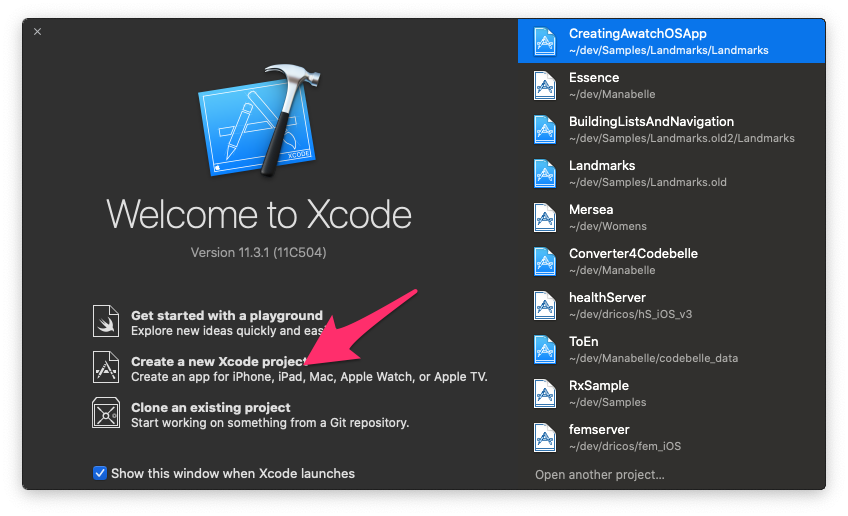 XCODE
Welcome to Xcode
Version 11.3.1 (11C504)
Get started with a playground
Explore new ideas quickly and easi
Create a new Xcode project
Create an app for iPhone, iPad, Mac, Apple Watch, or Apple TV.
Clone an existing project
Start working on something from a Git repository.
Show this window when Xcode launches
CreatingAwatchOSApp
~/dev/Samples/Landmarks/Landmarks
Essence
~/dev/Manabelle
BuildingListsAndNavigation
~/dev/Samples/Landmarks.old2/Landmarks
Landmarks
~/dev/Samples/Landmarks.old
Mersea
~/dev/Womens
Converter4Codebelle
~/dev/Manabelle
healthServer
~/dev/dricos/hS_iOS_v3
ToEn
~/dev/Manabelle/codebelle_data
RxSample
~/dev/Samples
femserver
~/dev/dricos/fem_iOS
Open another project...